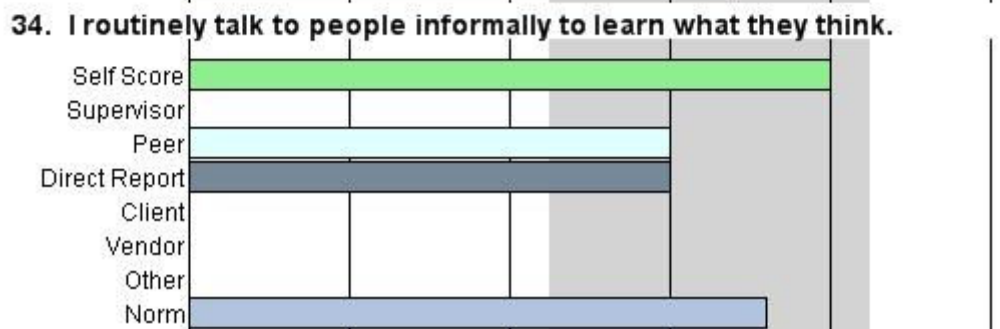 34. I routinely talk to people informally to learn what they think.
Self Score
Supervisor
Peer
Direct Report
Client
Vendor
Other
Norm